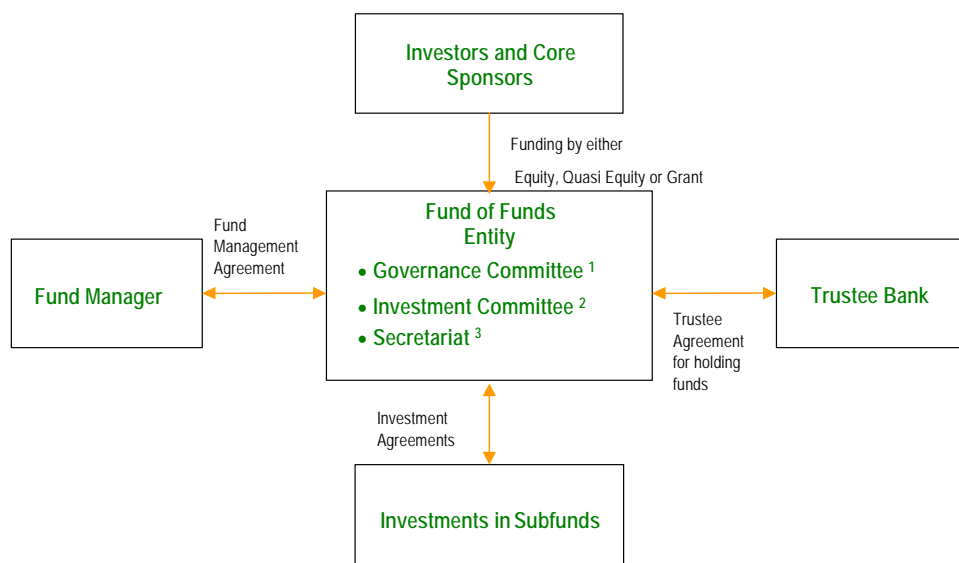 Investors and Core
Sponsors
Funding by either
Equity, Quasi Equity or Grant
Fund of Funds
Entity
• Governance Committee ¹
• Investment Committee ²
• Secretariat ³
Fund
Management
Agreement
Fund Manager
Trustee Bank
Trustee
Agreement
for holding
funds
Investment
Agreements
Investments in Subfunds